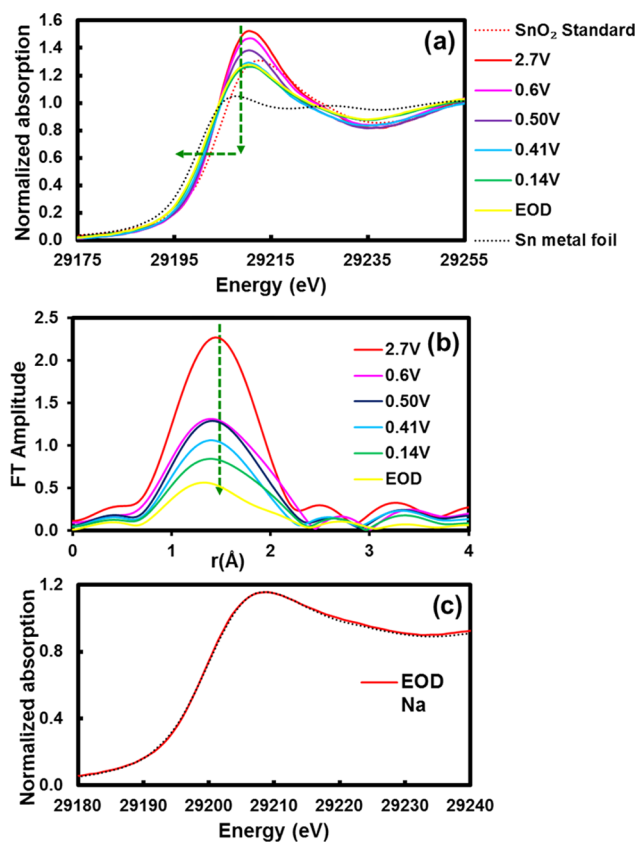 Normalized absorption
1.6
1.4
1.2
1.0
0.8
0.6
0.4
0.2
0.0
(a)
29175 29195 29215 29235 29255
Energy (eV)
SnO₂ Standard
2.7V
0.6V
0.50V
0.41V
0.14V
EOD
Sn metal foil
FT Amplitude
2.5
2.0
1.5
1.0
0.5
0.0
(b)
2.7V
0.6V
0.50V
0.41V
0.14V
EOD
0 1 2 3 4
r(Å)
Normalized absorption
1.2
0.8
0.4
0.0
(c)
EOD
Na
29180 29190 29200 29210 29220 29230 29240
Energy (eV)